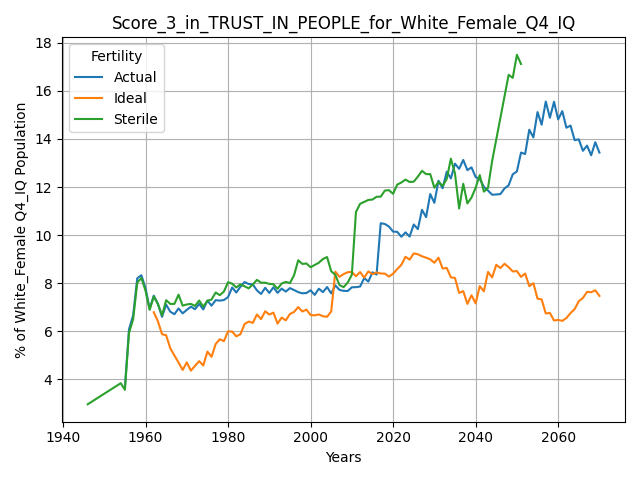 Score_3_in_TRUST_IN_PEOPLE_for_White_Female_Q4_IQ
Fertility
Actual
Ideal
Sterile
% of White_Female Q4_IQ Population
18
16
14
12
10
8
6
4
1940
1960
1980
2000
2020
2040
2060
Years